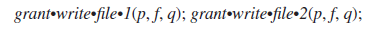 grant•write•file•1(p, f, q); grant•write•file•2(p, f, q);